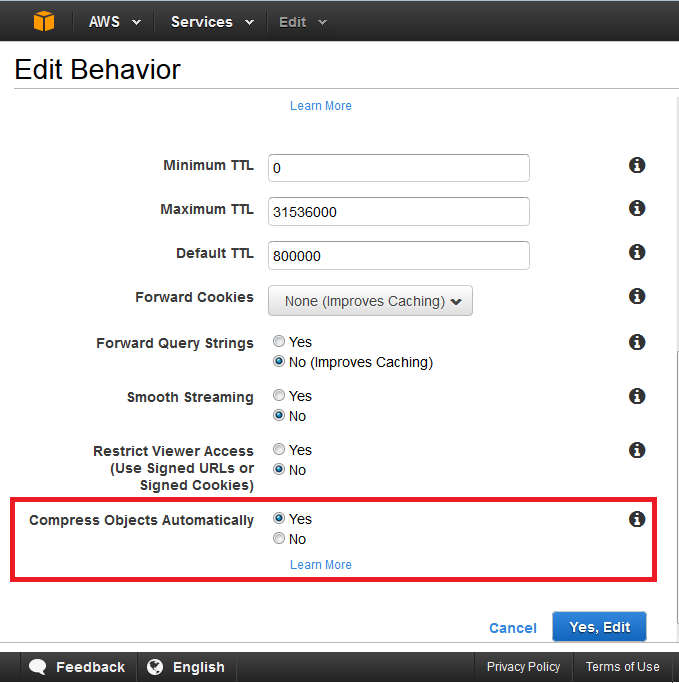 AWS Services Edit
Edit Behavior
Learn More
Minimum TTL 0
Maximum TTL 31536000
Default TTL 800000
Forward Cookies None (Improves Caching)
Forward Query Strings Yes
No (Improves Caching)
Smooth Streaming Yes
No
Restrict Viewer Access Yes
(Use Signed URLs or No
Signed Cookies)
Compress Objects Automatically Yes
No
Learn More
Cancel Yes, Edit
Feedback English Privacy Policy Terms of Use